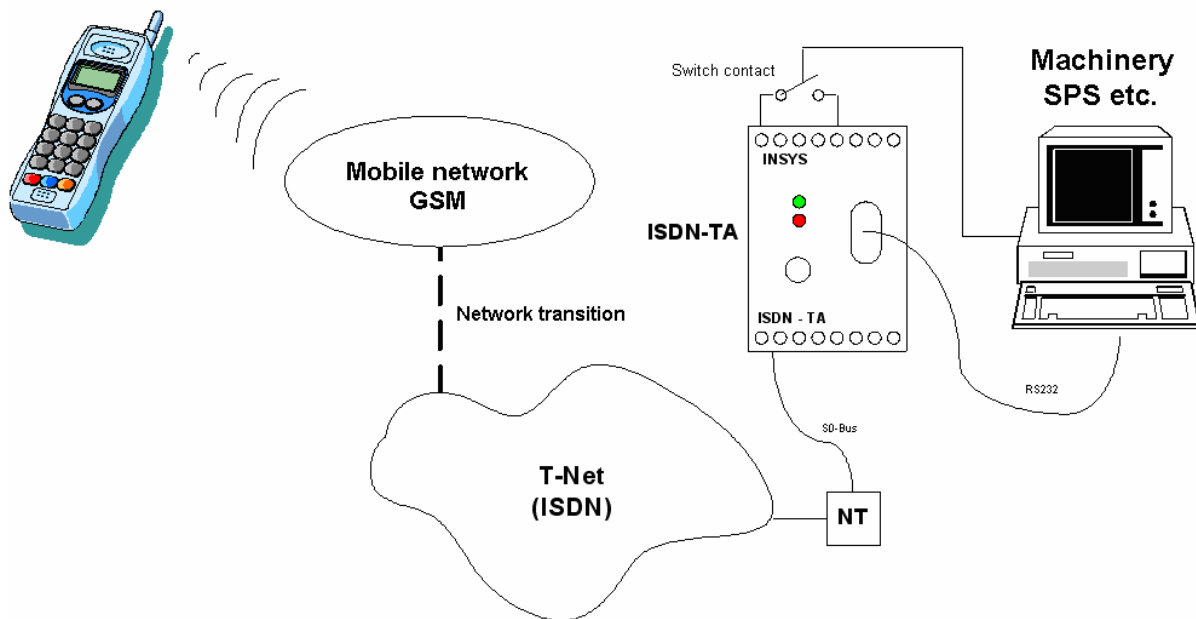 Switch contact
Machinery
SPS etc.
INSYS
Mobile network
GSM
ISDN-TA
Network transition
ISDN - TA
RS232
S0-Bus
T-Net
(ISDN)
NT